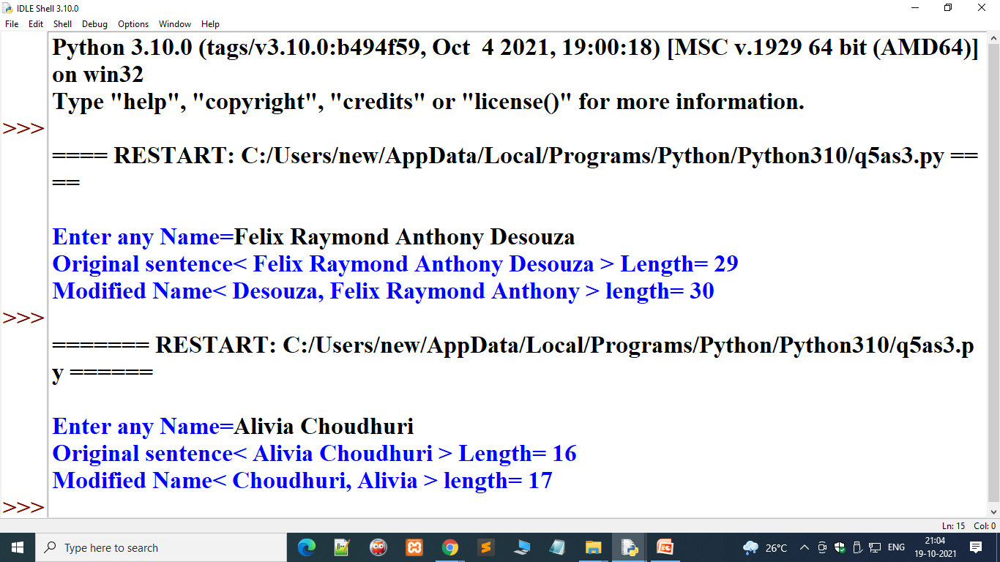 IDLE Shell 3.10.0
File Edit Shell Debug Options Window Help
Python 3.10.0 (tags/v3.10.0:b494f59, Oct  4 2021, 19:00:18) [MSC v.1929 64 bit (AMD64)]
on win32
Type "help", "copyright", "credits" or "license()" for more information.
>>>
==== RESTART: C:/Users/new/AppData/Local/Programs/Python/Python310/q5as3.py ==
==
Enter any Name=Felix Raymond Anthony Desouza
Original sentence< Felix Raymond Anthony Desouza > Length= 29
Modified Name< Desouza, Felix Raymond Anthony > length= 30
>>>
======= RESTART: C:/Users/new/AppData/Local/Programs/Python/Python310/q5as3.p
y ======
Enter any Name=Alivia Choudhuri
Original sentence< Alivia Choudhuri > Length= 16
Modified Name< Choudhuri, Alivia > length= 17
>>>
Ln: 15 Col: 0
Type here to search
26°C
ENG
21:04
19-10-2021